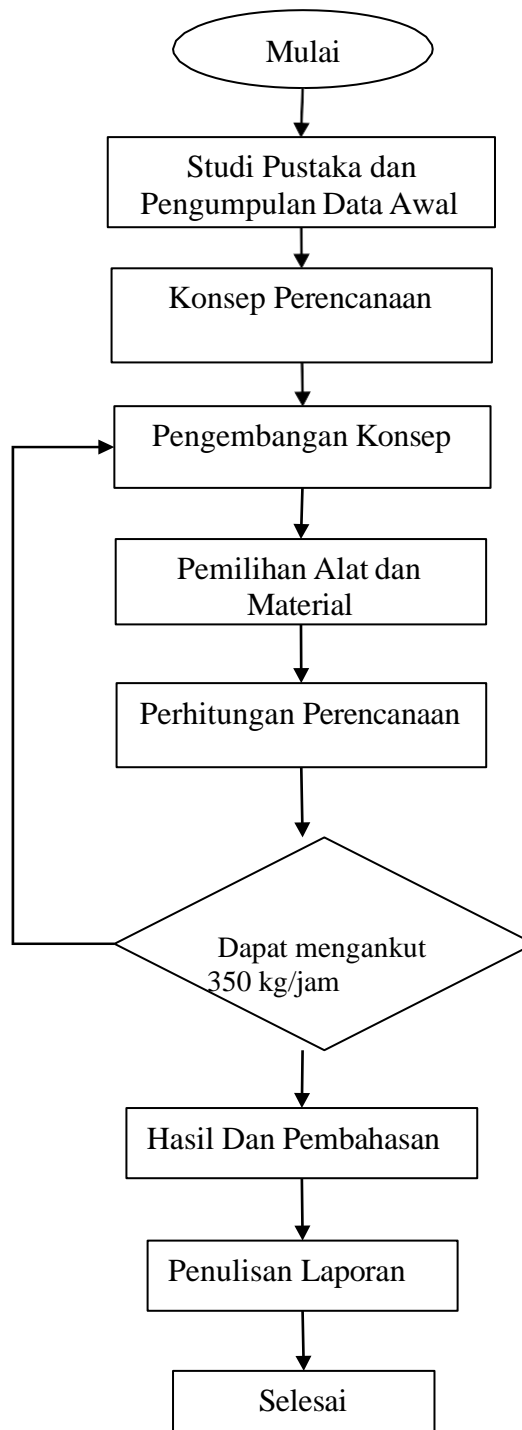 Mulai
Studi Pustaka dan
Pengumpulan Data Awal
Konsep Perencanaan
Pengembangan Konsep
Pemilihan Alat dan
Material
Perhitungan Perencanaan
Dapat mengankut
350 kg/jam
Hasil Dan Pembahasan
Penulisan Laporan
Selesai